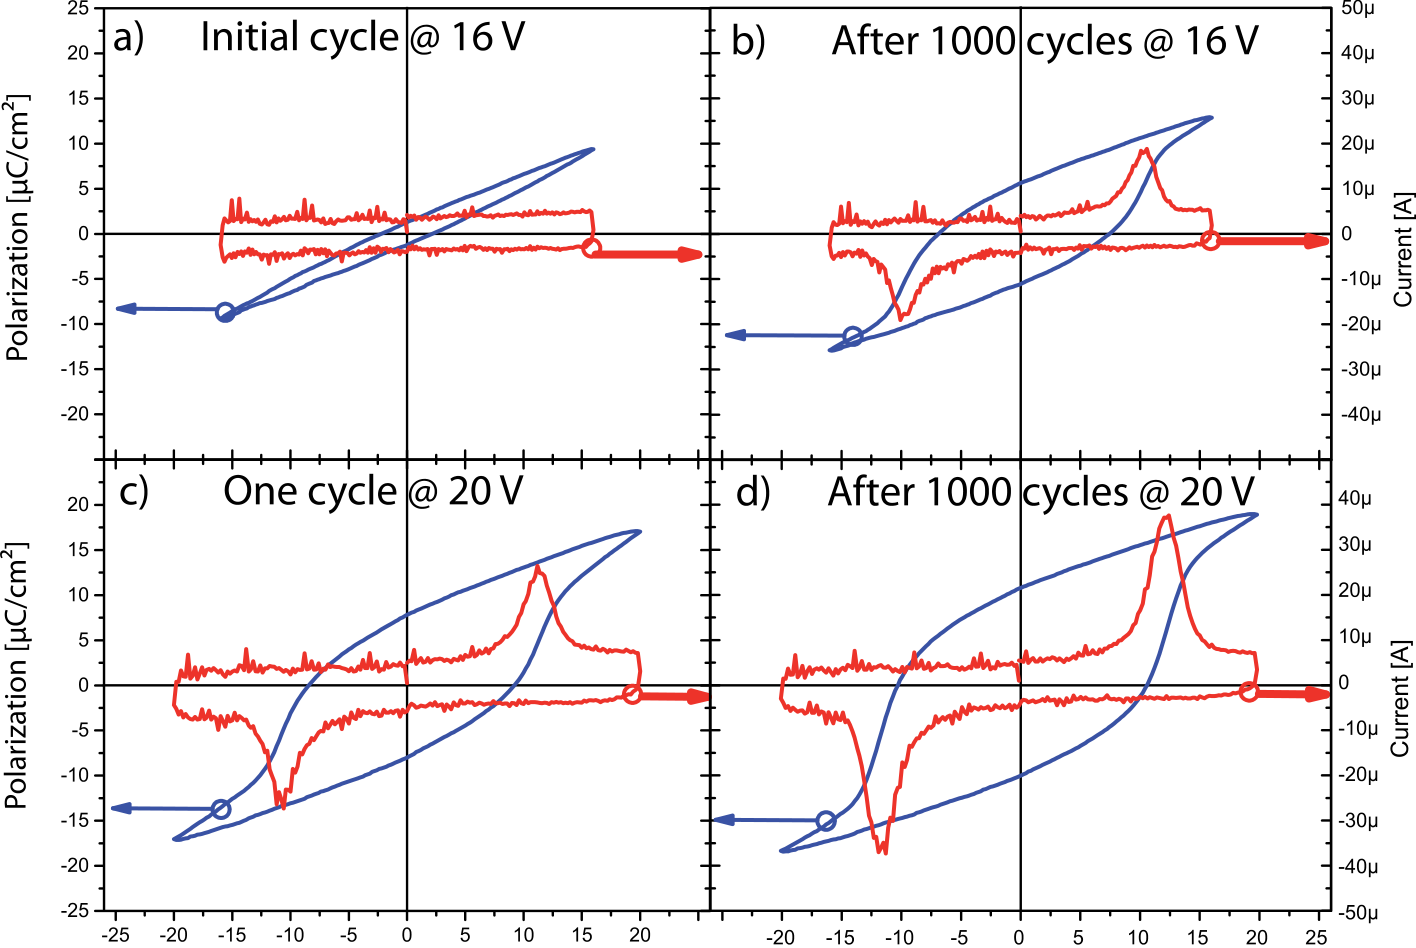 a) Initial cycle @ 16 V
b) After 1000 cycles @ 16 V
25
20
15
10
5
0
-5
-10
-15
-20
Polarization [µC/cm²]
50µ
40µ
30µ
20µ
10µ
0
-10µ
-20µ
-30µ
-40µ
Current [A]
c) One cycle @ 20 V
d) After 1000 cycles @ 20 V
20
15
10
5
0
-5
-10
-15
-20
-25
Polarization [µC/cm²]
40µ
30µ
20µ
10µ
0
-10µ
-20µ
-30µ
-40µ
-50µ
Current [A]
-25 -20 -15 -10 -5 0 5 10 15 20
-20 -15 -10 -5 0 5 10 15 20 25